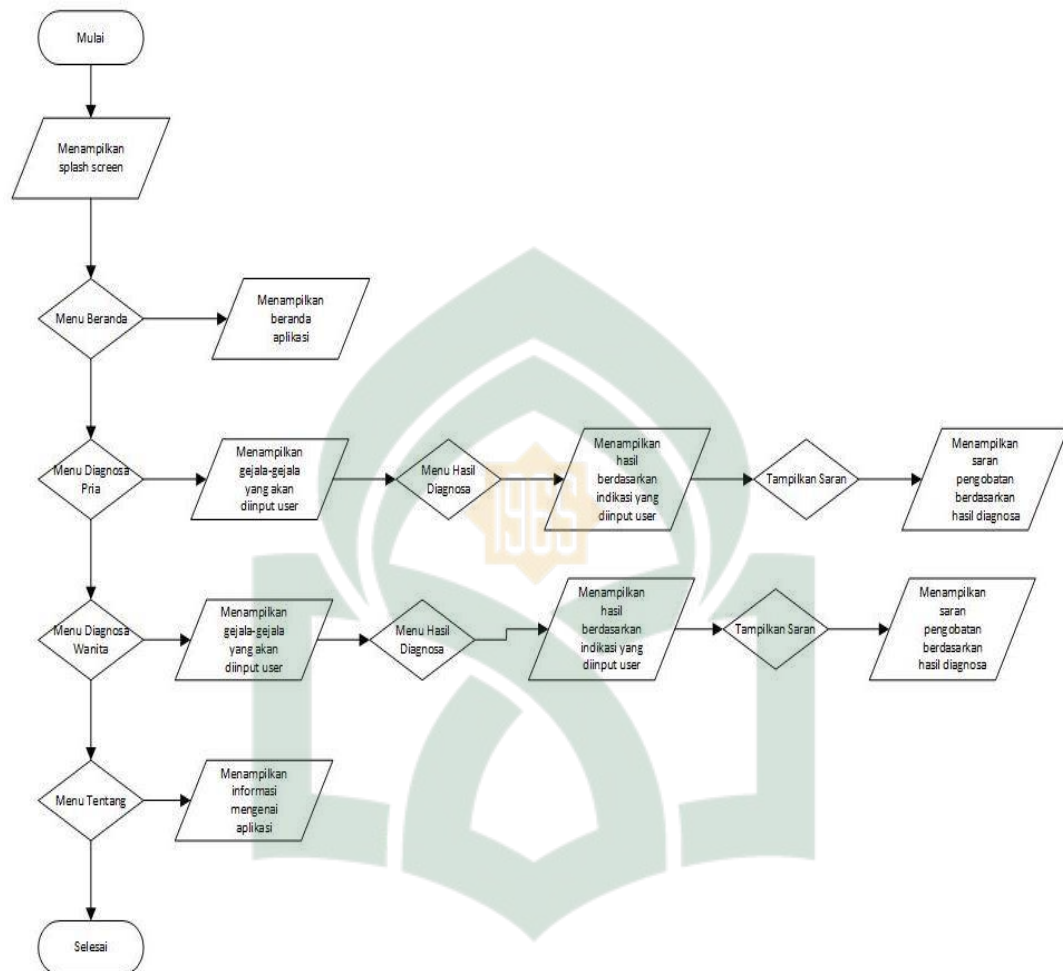 Mulai
Menampilkan
splash screen
Menu Beranda
Menampilkan
beranda
aplikasi
Menu Diagnosa
Pria
Menampilkan
gejala-gejala
yang akan
diinput user
Menu Hasil
Diagnosa
Menampilkan
hasil
berdasarkan
indikasi yang
diinput user
Tampilkan Saran
Menampilkan
saran
pengobatan
berdasarkan
hasil diagnosa
Menu Diagnosa
Wanita
Menampilkan
gejala-gejala
yang akan
diinput user
Menu Hasil
Diagnosa
Menampilkan
hasil
berdasarkan
indikasi yang
diinput user
Tampilkan Saran
Menampilkan
saran
pengobatan
berdasarkan
hasil diagnosa
Menu Tentang
Menampilkan
informasi
mengenai
aplikasi
Selesai
1965